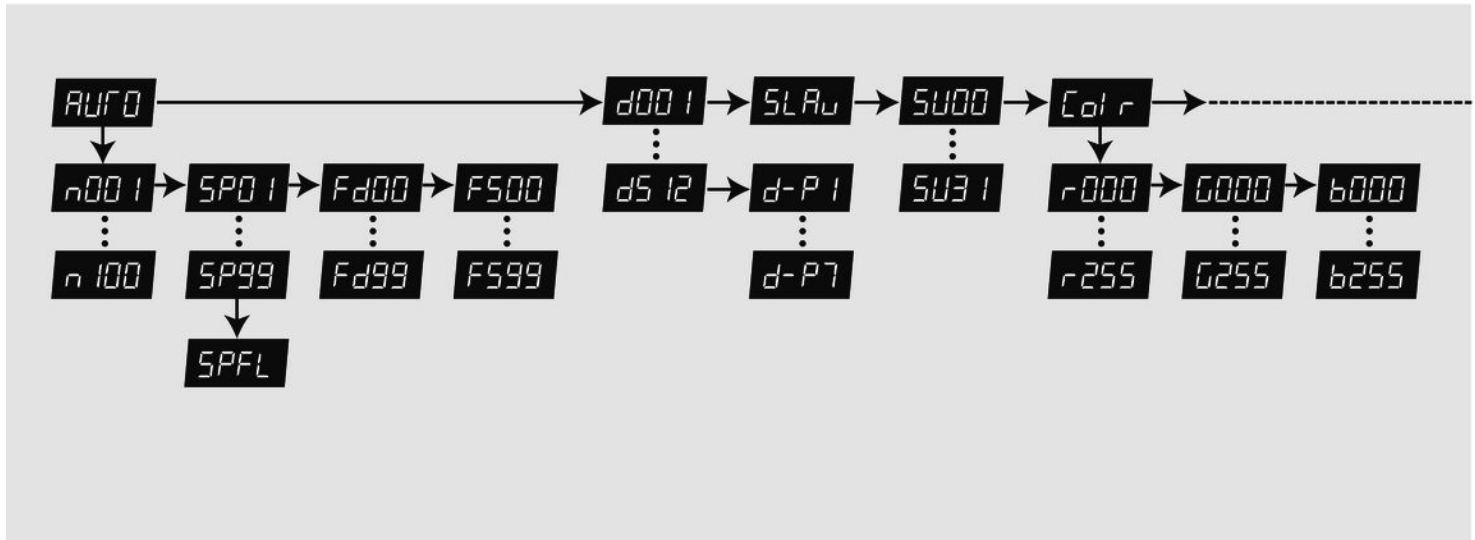 AUTO d001 SLAv SU00 Colr
n001 SP01 Fd00 FS00 dS12 d-P1 SU31 r000 G000 b000
n100 SP99 Fd99 FS99 d-P7 r255 G255 b255
SPFL